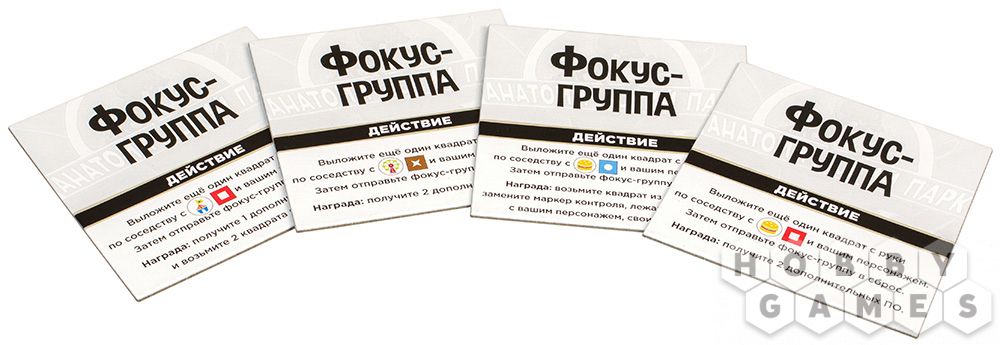 ФОКУС-
ГРУППА
ДЕЙСТВИЕ
Выложите ещё один квадрат
по соседству с и вашим
Затем отправьте фокус-гру
Награда: получите 1 дополн
и возьмите 2 квадрата
ФОКУС-
ГРУППА
ДЕЙСТВИЕ
Выложите ещё один квадрат
по соседству с и вашим
Затем отправьте фокус-групп
Награда: получите 2 дополни
ФОКУС-
ГРУППА
ДЕЙСТВИЕ
Выложите ещё один квадрат
по соседству с и вашим
Затем отправьте фокус-группу
Награда: возьмите квадрат из
замените маркер контроля, лежа
с вашим персонажем, свои
ФОКУС-
ГРУППА
ДЕЙСТВИЕ
Выложите ещё один квадрат с руки
по соседству с и вашим персонажем.
Затем отправьте фокус-группу в сброс.
Награда: получите 2 дополнительных ПО.
HOBBY
GAMES